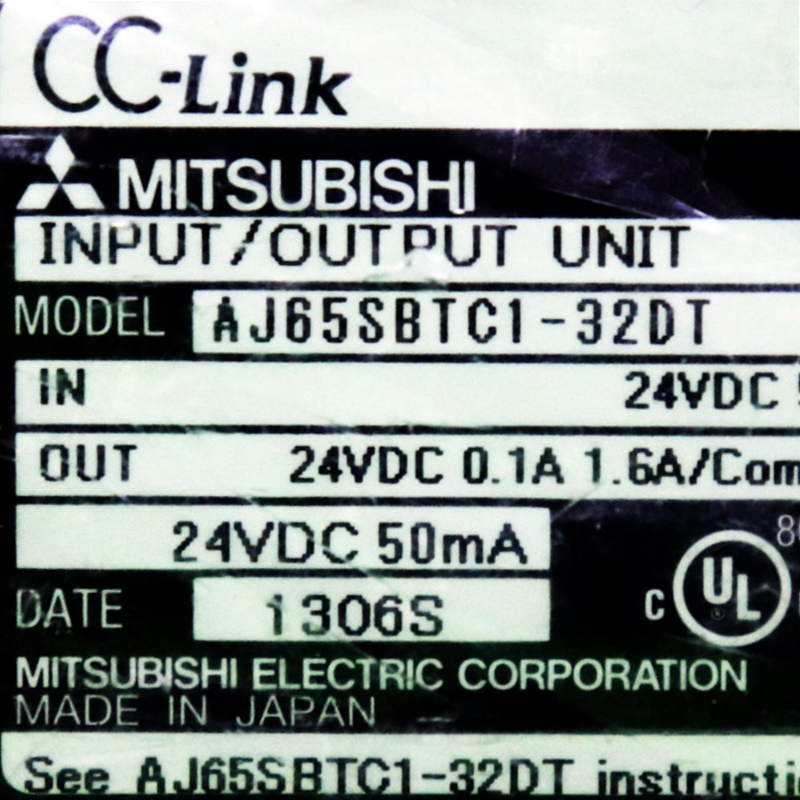 CC-Link
MITSUBISHI
INPUT/OUTPUT UNIT
MODEL AJ65SBTC1-32DT
IN 24VDC
OUT 24VDC 0.1A 1.6A/Com
24VDC 50mA
DATE 1306S
C UL
MITSUBISHI ELECTRIC CORPORATION
MADE IN JAPAN
See AJ65SBTC1-32DT